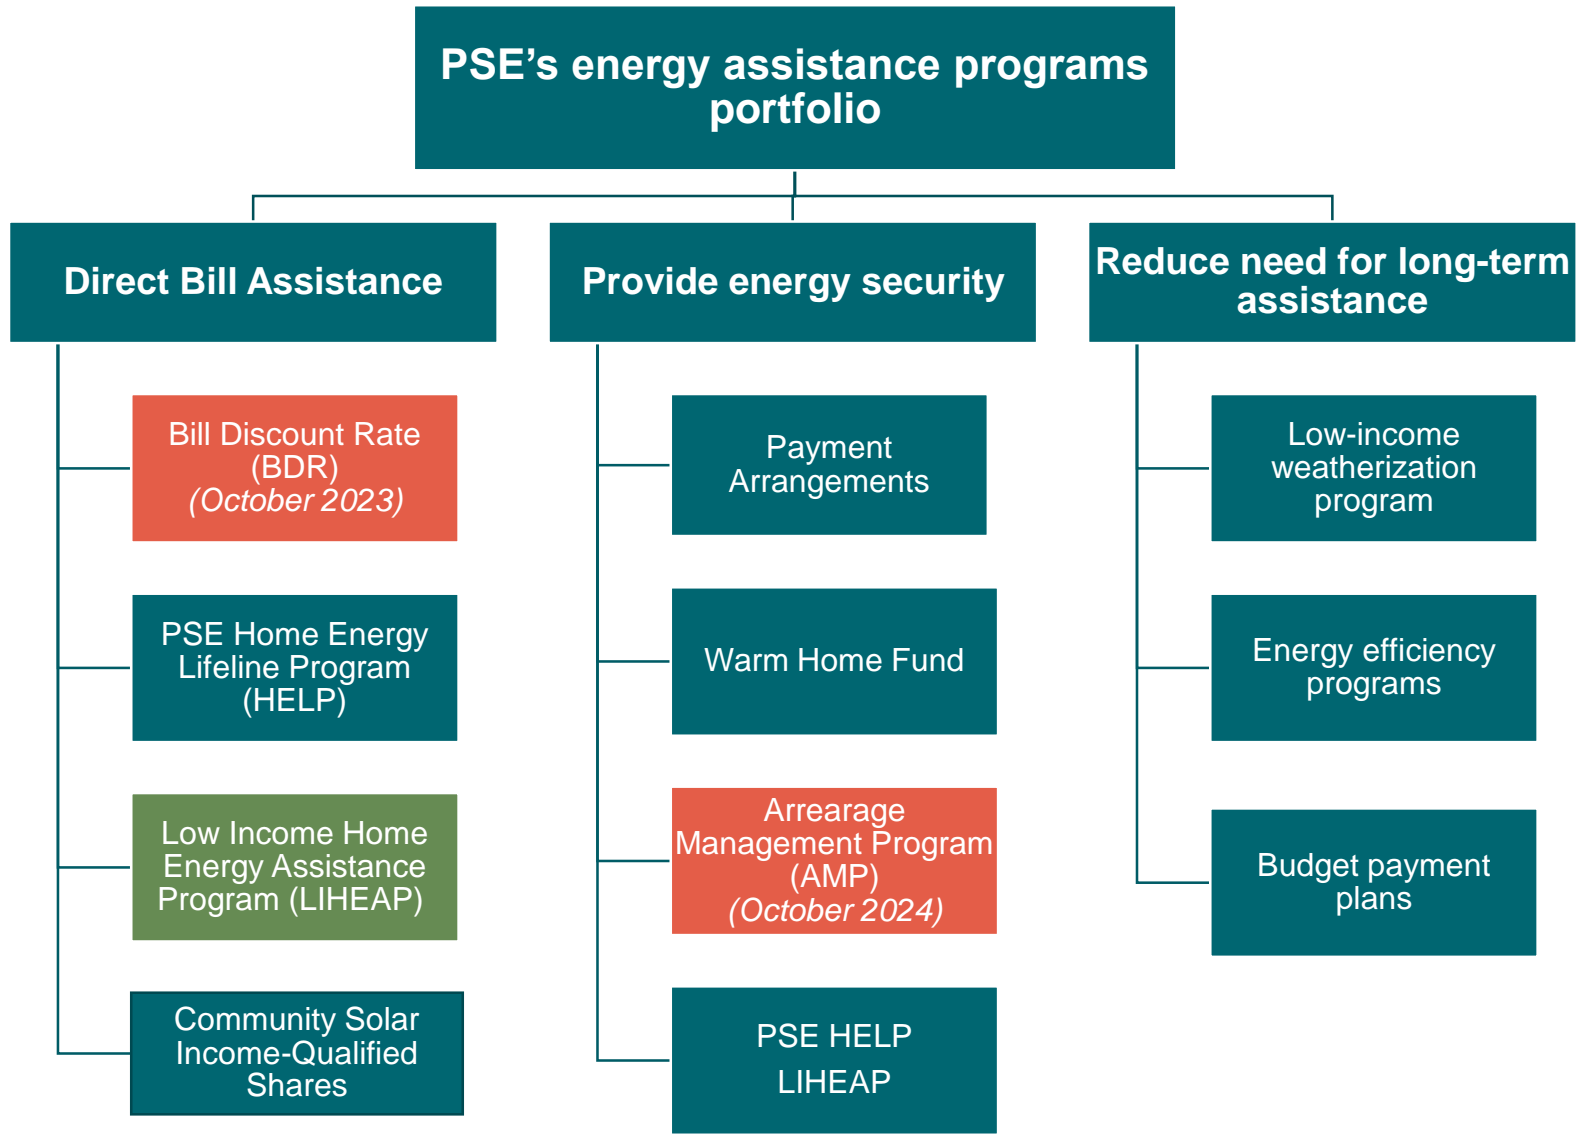 PSE’s energy assistance programs
portfolio
Direct Bill Assistance
Bill Discount Rate
(BDR)
(October 2023)
PSE Home Energy
Lifeline Program
(HELP)
Low Income Home
Energy Assistance
Program (LIHEAP)
Community Solar
Income-Qualified
Shares
Provide energy security
Payment
Arrangements
Warm Home Fund
Arrearage
Management Program
(AMP)
(October 2024)
PSE HELP
LIHEAP
Reduce need for long-term
assistance
Low-income
weatherization
program
Energy efficiency
programs
Budget payment
plans